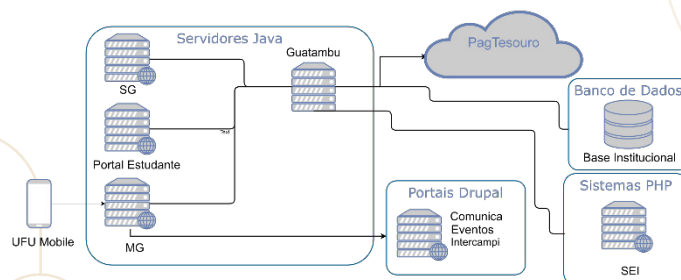 Servidores Java
Guatambu
PagTesouro
SG
Text
Portal Estudante
Banco de Dados
Base Institucional
UFU Mobile
MG
Portais Drupal
Comunica
Eventos
Intercampi
Sistemas PHP
SEI